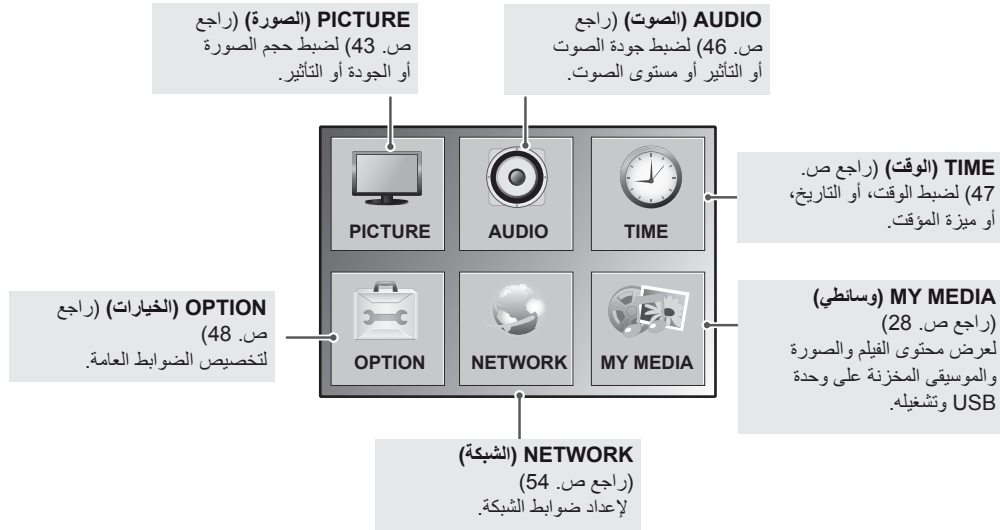 PICTURE (الصورة) (راجع
ص. 43) لضبط حجم الصورة
أو الجودة أو التأثير.
AUDIO (الصوت) (راجع
ص. 46) لضبط جودة الصوت
أو التأثير أو مستوى الصوت.
PICTURE
AUDIO
TIME
TIME (الوقت) (راجع ص.
47) لضبط الوقت، أو التاريخ،
أو ميزة المؤقت.
OPTION (الخيارات) (راجع
ص. 48)
لتخصيص الضوابط العامة.
OPTION
NETWORK
MY MEDIA
MY MEDIA (وسائطي)
(راجع ص. 28)
لعرض محتوى الفيلم والصورة
والموسيقى المخزنة على وحدة
USB وتشغيله.
NETWORK (الشبكة)
(راجع ص. 54)
لإعداد ضوابط الشبكة.